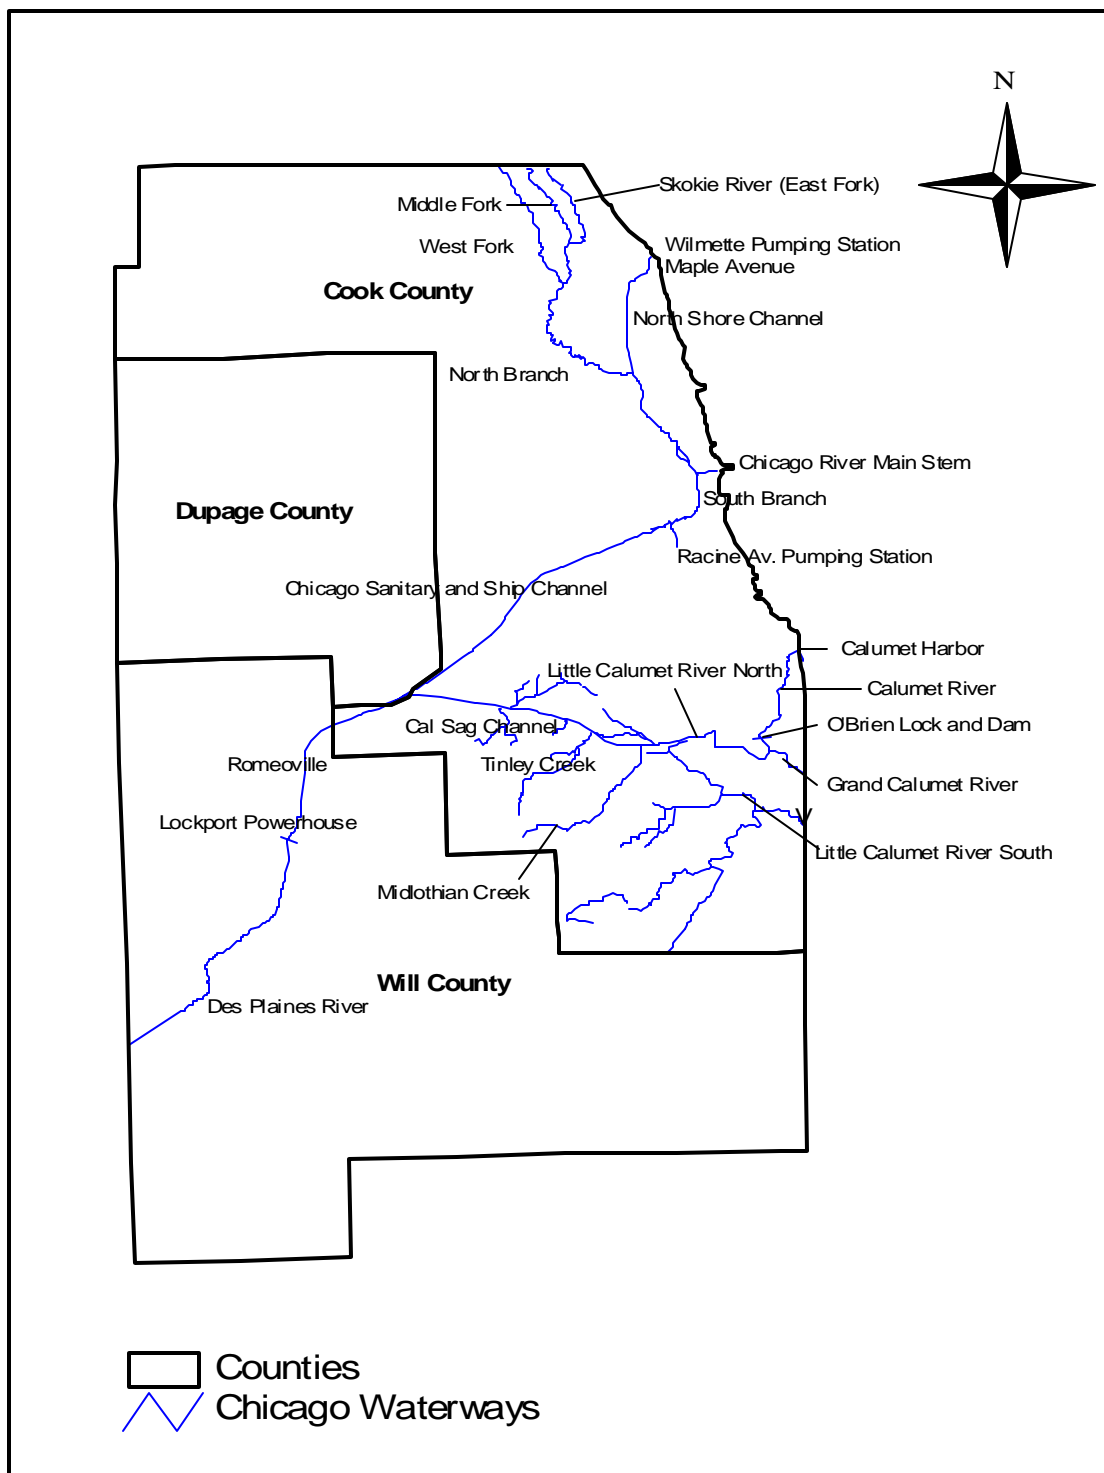 N
Skokie River (East Fork)
Middle Fork
West Fork
Wilmette Pumping Station
Maple Avenue
Cook County
North Shore Channel
North Branch
Chicago River Main Stem
South Branch
Dupage County
Racine Av. Pumping Station
Chicago Sanitary and Ship Channel
Calumet Harbor
Little Calumet River North
Calumet River
Cal Sag Channel
O'Brien Lock and Dam
Romeoville
Tinley Creek
Grand Calumet River
Lockport Powerhouse
Little Calumet River South
Midlothian Creek
Will County
Des Plaines River
Counties
Chicago Waterways